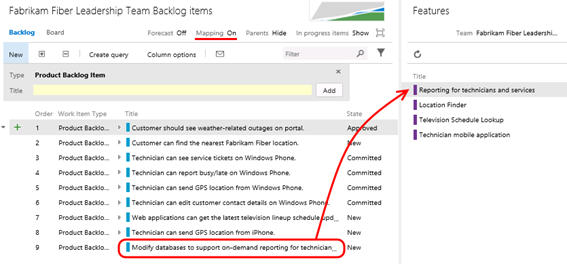 Fabrikam Fiber Leadership Team Backlog items
Backlog Board Forecast Off Mapping On Parents Hide In progress items Show
New Create query Column options Filter
Type Product Backlog Item
Title Add
Order Work Item Type Title State
1 Product Backlo... Customer should see weather-related outages on portal. Approved
2 Product Backlo... Customer can find the nearest Fabrikam Fiber location. New
3 Product Backlo... Technician can see service tickets on Windows Phone. Committed
4 Product Backlo... Technician can report busy/late on Windows Phone. Committed
5 Product Backlo... Technician can send GPS location from Windows Phone. Committed
6 Product Backlo... Technician can edit customer contact details on Windows Phone. Committed
7 Product Backlo... Web applications can get the latest television lineup schedule upd... New
8 Product Backlo... Technician can send GPS location from iPhone. New
9 Product Backlo... Modify databases to support on-demand reporting for technician... New
Features
Team Fabrikam Fiber Leadership...
Title
Reporting for technicians and services
Location Finder
Television Schedule Lookup
Technician mobile application